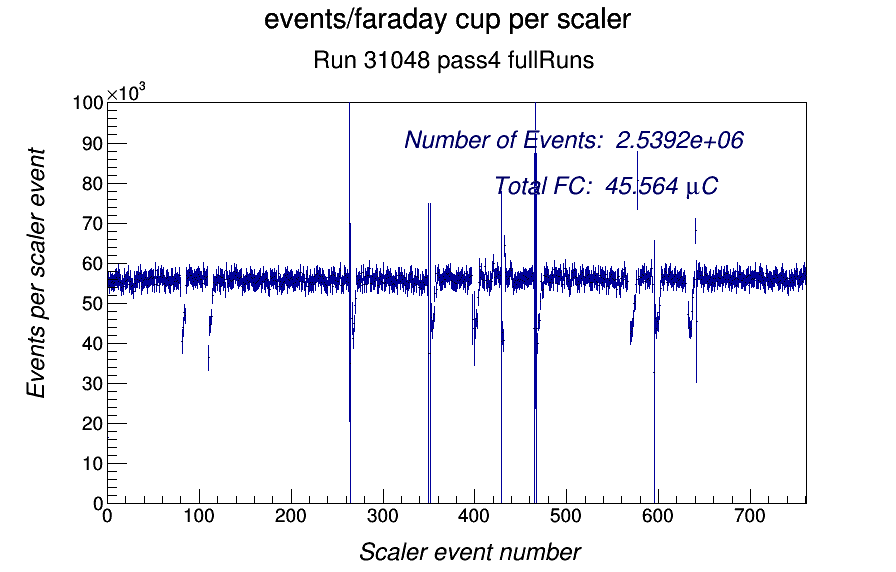 events/faraday cup per scaler
Run 31048 pass4 fullRuns
×10³
100
90
80
70
60
50
40
30
20
10
0
Number of Events: 2.5392e+06
Total FC: 45.564 μC
Events per scaler event
0 100 200 300 400 500 600 700
Scaler event number